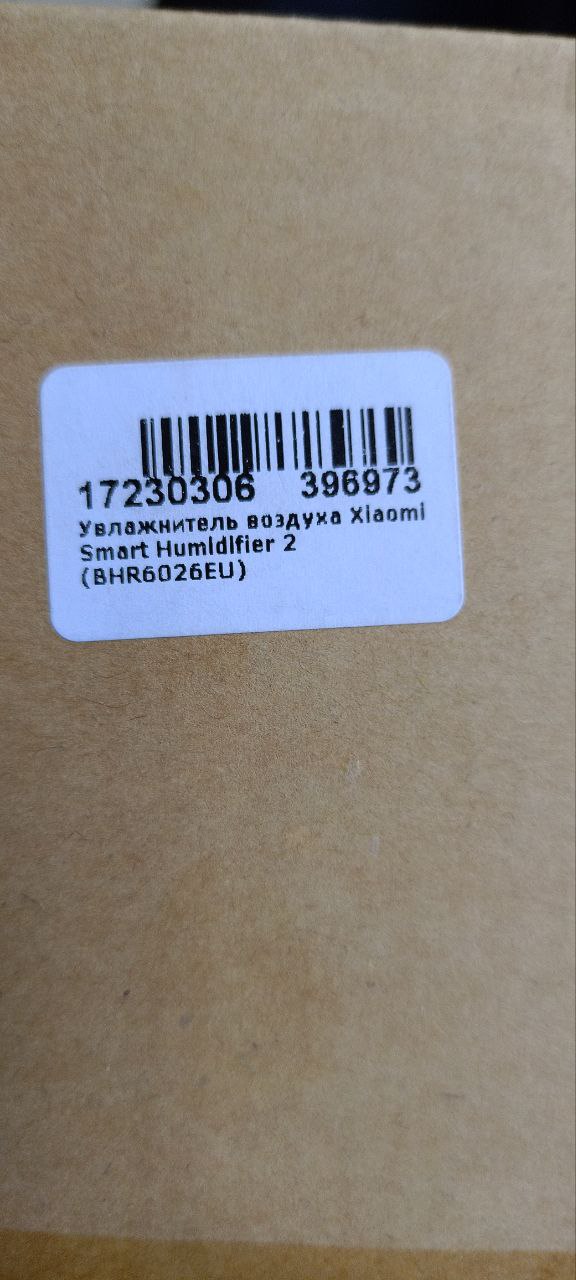 17230306 396973
Увлажнитель воздуха Xiaomi
Smart Humidifier 2
(BHR6026EU)